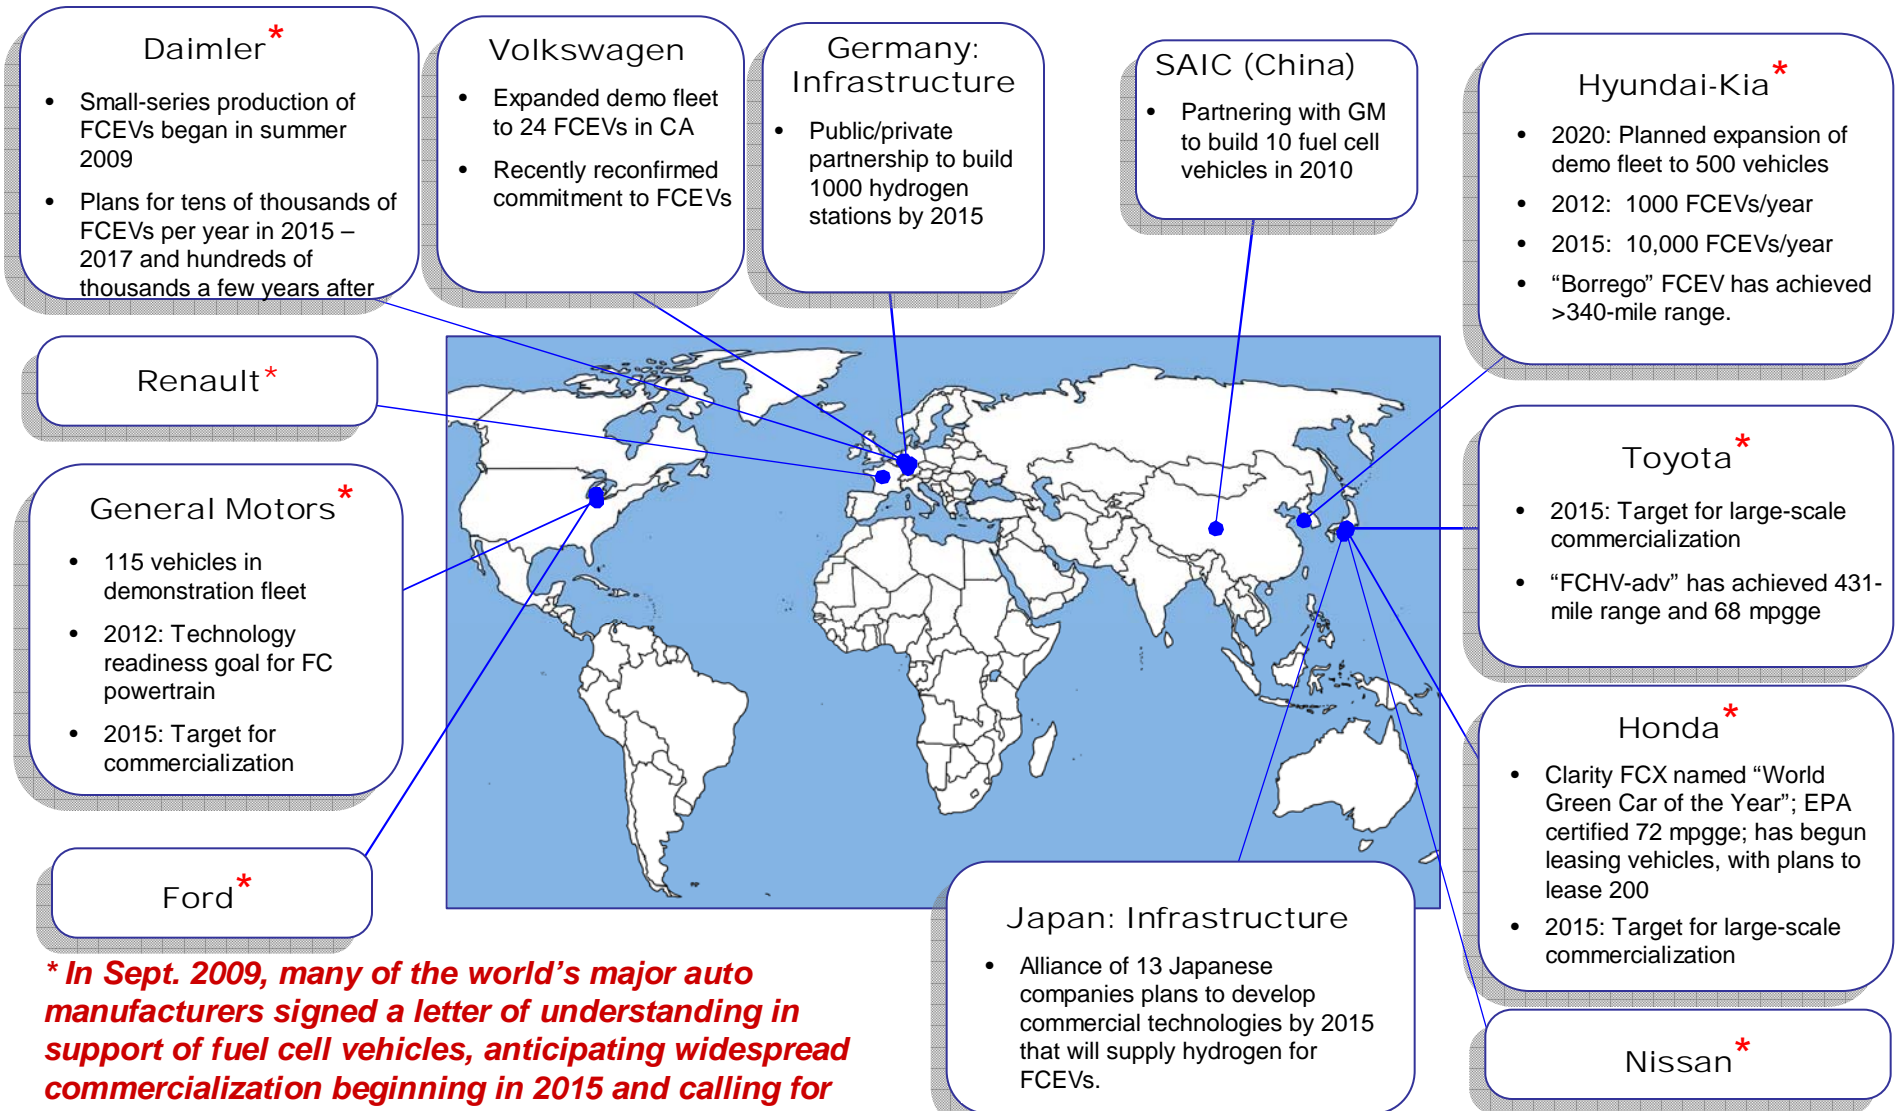 Daimler*
• Small-series production of
FCEVs began in summer
2009
• Plans for tens of thousands of
FCEVs per year in 2015 –
2017 and hundreds of
thousands a few years after
Volkswagen
• Expanded demo fleet
to 24 FCEVs in CA
• Recently reconfirmed
commitment to FCEVs
Germany:
Infrastructure
• Public/private
partnership to build
1000 hydrogen
stations by 2015
SAIC (China)
• Partnering with GM
to build 10 fuel cell
vehicles in 2010
Hyundai-Kia*
• 2020: Planned expansion of
demo fleet to 500 vehicles
• 2012: 1000 FCEVs/year
• 2015: 10,000 FCEVs/year
• “Borrego” FCEV has achieved
>340-mile range.
Renault*
General Motors*
• 115 vehicles in
demonstration fleet
• 2012: Technology
readiness goal for FC
powertrain
• 2015: Target for
commercialization
Ford*
Toyota*
• 2015: Target for large-scale
commercialization
• “FCHV-adv” has achieved 431-
mile range and 68 mpgge
Honda*
• Clarity FCX named “World
Green Car of the Year”; EPA
certified 72 mpgge; has begun
leasing vehicles, with plans to
lease 200
• 2015: Target for large-scale
commercialization
Nissan*
Japan: Infrastructure
• Alliance of 13 Japanese
companies plans to develop
commercial technologies by 2015
that will supply hydrogen for
FCEVs.
* In Sept. 2009, many of the world’s major auto
manufacturers signed a letter of understanding in
support of fuel cell vehicles, anticipating widespread
commercialization beginning in 2015 and calling for